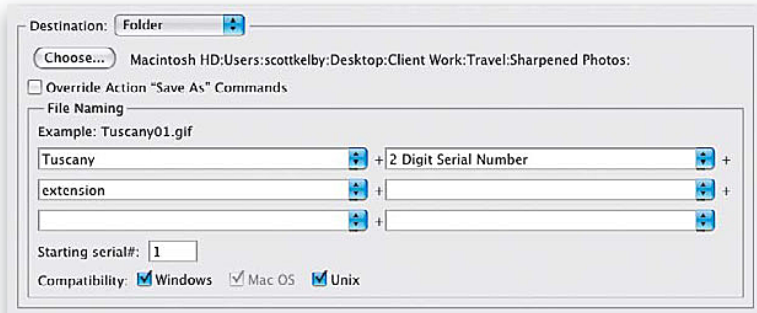 Destination: Folder
Choose... Macintosh HD:Users:scottkelby:Desktop:Client Work:Travel:Sharpened Photos:
Override Action "Save As" Commands
File Naming
Example: Tuscany01.gif
Tuscany + 2 Digit Serial Number +
extension + +
+
Starting serial#: 1
Compatibility: Windows Mac OS Unix